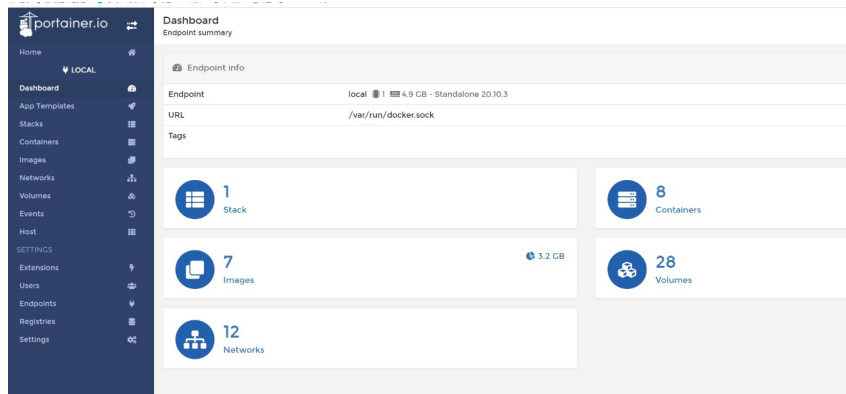 portainer.io
Home
LOCAL
Dashboard
App Templates
Stacks
Containers
Images
Networks
Volumes
Events
Host
SETTINGS
Extensions
Users
Endpoints
Registries
Settings
Dashboard
Endpoint summary
Endpoint info
Endpoint local 1 4.9 GB - Standalone 20.10.3
URL /var/run/docker.sock
Tags
1
Stack
8
Containers
7
Images
3.2 GB
28
Volumes
12
Networks